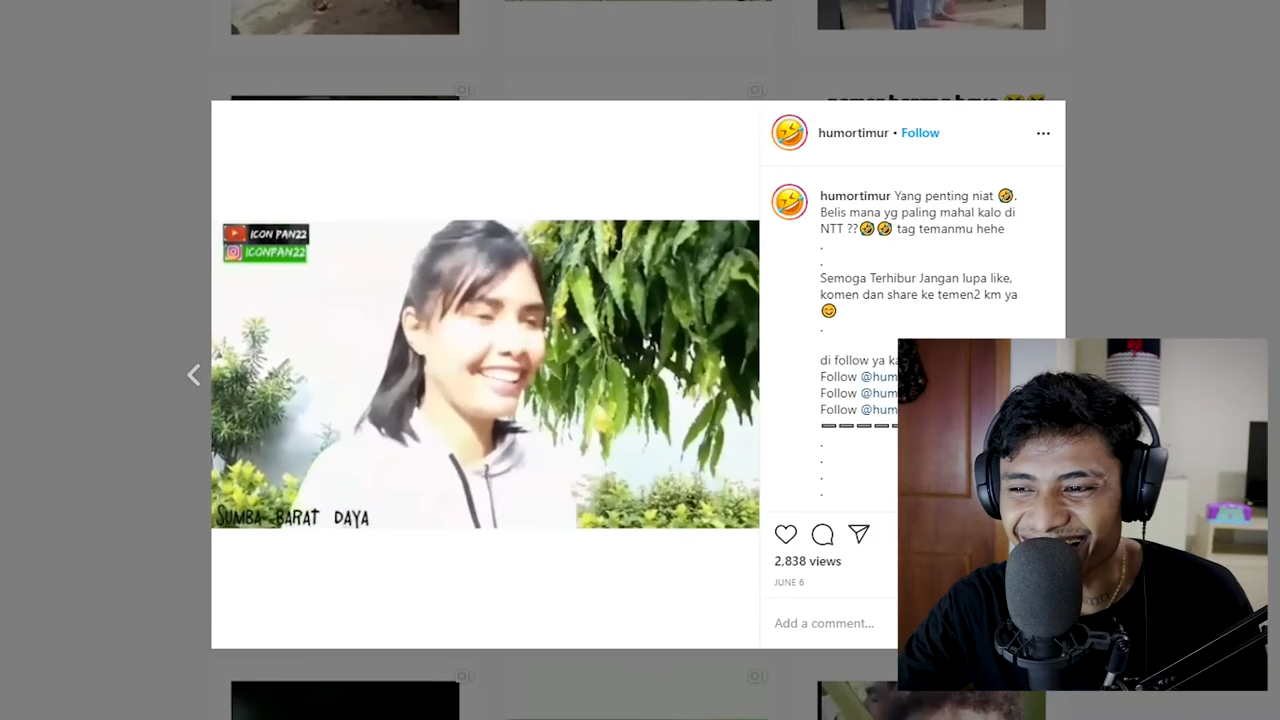 humortimur • Follow
ICON PAN22
ICONPAN22
SUMBA BARAT DAYA
humortimur Yang penting niat 🤣.
Belis mana yg paling mahal kalo di
NTT ??🤣🤣 tag temanmu hehe
.
.
Semoga Terhibur Jangan lupa like,
komen dan share ke temen2 km ya
😊
.
di follow ya
Follow @hum
Follow @hum
Follow @hum
.
.
.
.
2,838 views
JUNE 6
Add a comment...